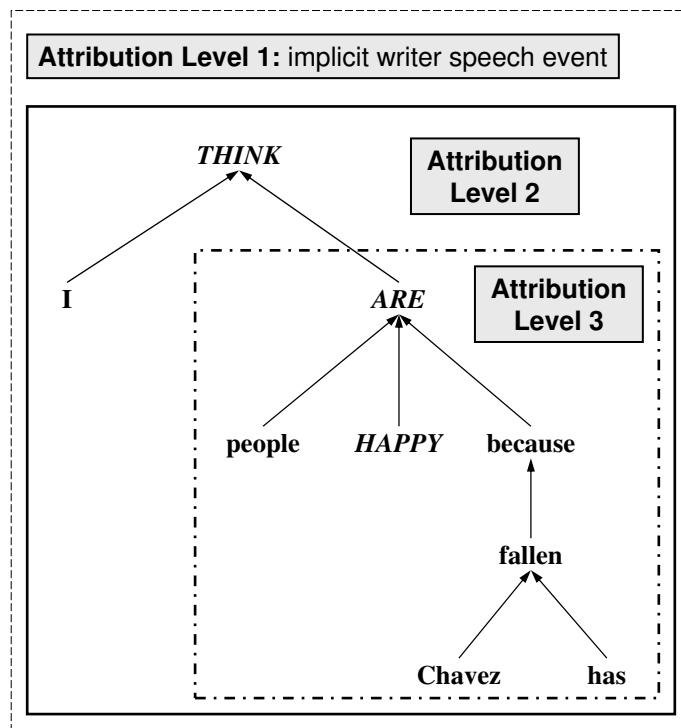 Attribution Level 1: implicit writer speech event
THINK
Attribution
Level 2
I
ARE
Attribution
Level 3
people
HAPPY
because
fallen
Chavez
has